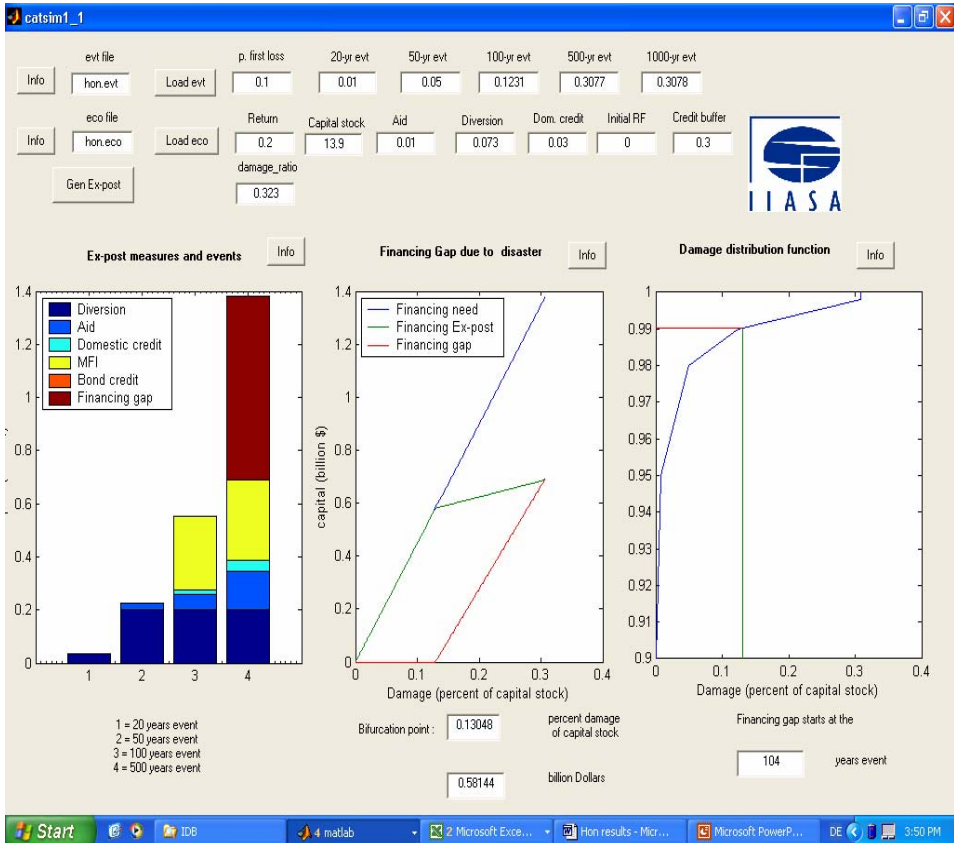 catsim1_1
evt file
p. first loss
20-yr evt
50-yr evt
100-yr evt
500-yr evt
1000-yr evt
Info
hon.evt
Load evt
0.1
0.01
0.05
0.1231
0.3077
0.3078
eco file
Return
Capital stock
Aid
Diversion
Dom. credit
Initial RF
Credit buffer
Info
hon.eco
Load eco
0.2
13.9
0.01
0.073
0.03
0
0.3
damage_ratio
Gen Ex-post
0.323
IIASA
Ex-post measures and events
Info
Financing Gap due to disaster
Info
Damage distribution function
Info
1.4
1.2
1
0.8
0.6
0.4
0.2
0
Diversion
Aid
Domestic credit
MFI
Bond credit
Financing gap
1 2 3 4
1 = 20 years event
2 = 50 years event
3 = 100 years event
4 = 500 years event
capital (billion $)
1.4
1.2
1
0.8
0.6
0.4
0.2
0
Financing need
Financing Ex-post
Financing gap
0 0.1 0.2 0.3 0.4
Damage (percent of capital stock)
Bifurcation point :
0.13048
percent damage
of capital stock
0.58144
billion Dollars
1
0.99
0.98
0.97
0.96
0.95
0.94
0.93
0.92
0.91
0.9
0 0.1 0.2 0.3 0.4
Damage (percent of capital stock)
Financing gap starts at the
104
years event
Start
IDB
4 matlab
2 Microsoft Exce...
Hon results - Micr...
Microsoft PowerP...
DE
3:50 PM